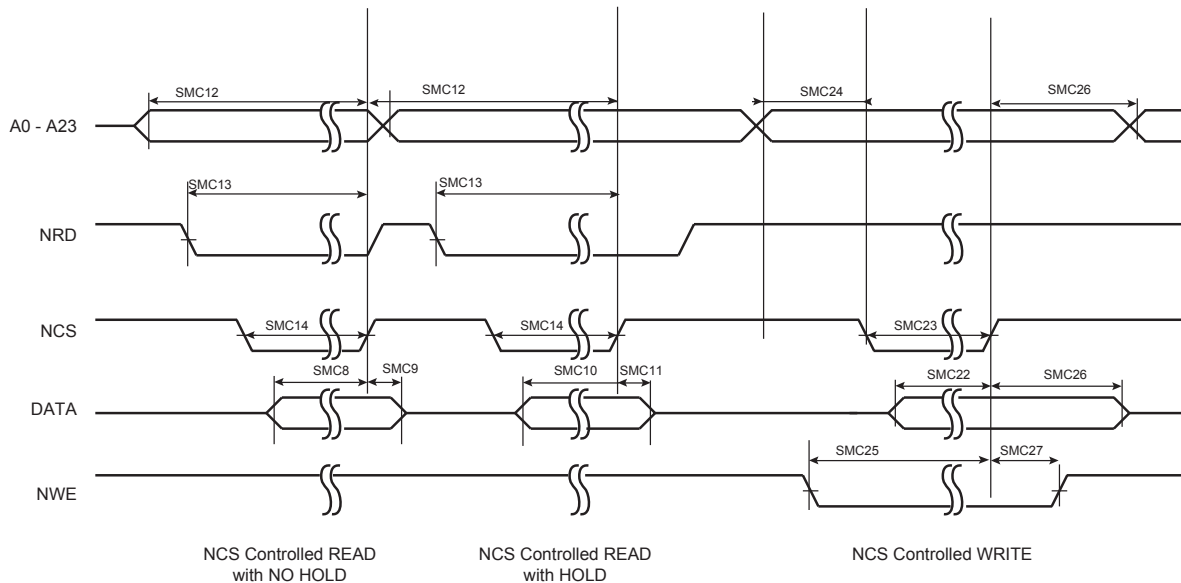 SMC12
SMC12
SMC24
SMC26
A0 - A23
SMC13
SMC13
NRD
SMC14
SMC14
SMC23
NCS
SMC8
SMC9
SMC10
SMC11
SMC22
SMC26
DATA
SMC25
SMC27
NWE
NCS Controlled READ
with NO HOLD
NCS Controlled READ
with HOLD
NCS Controlled WRITE